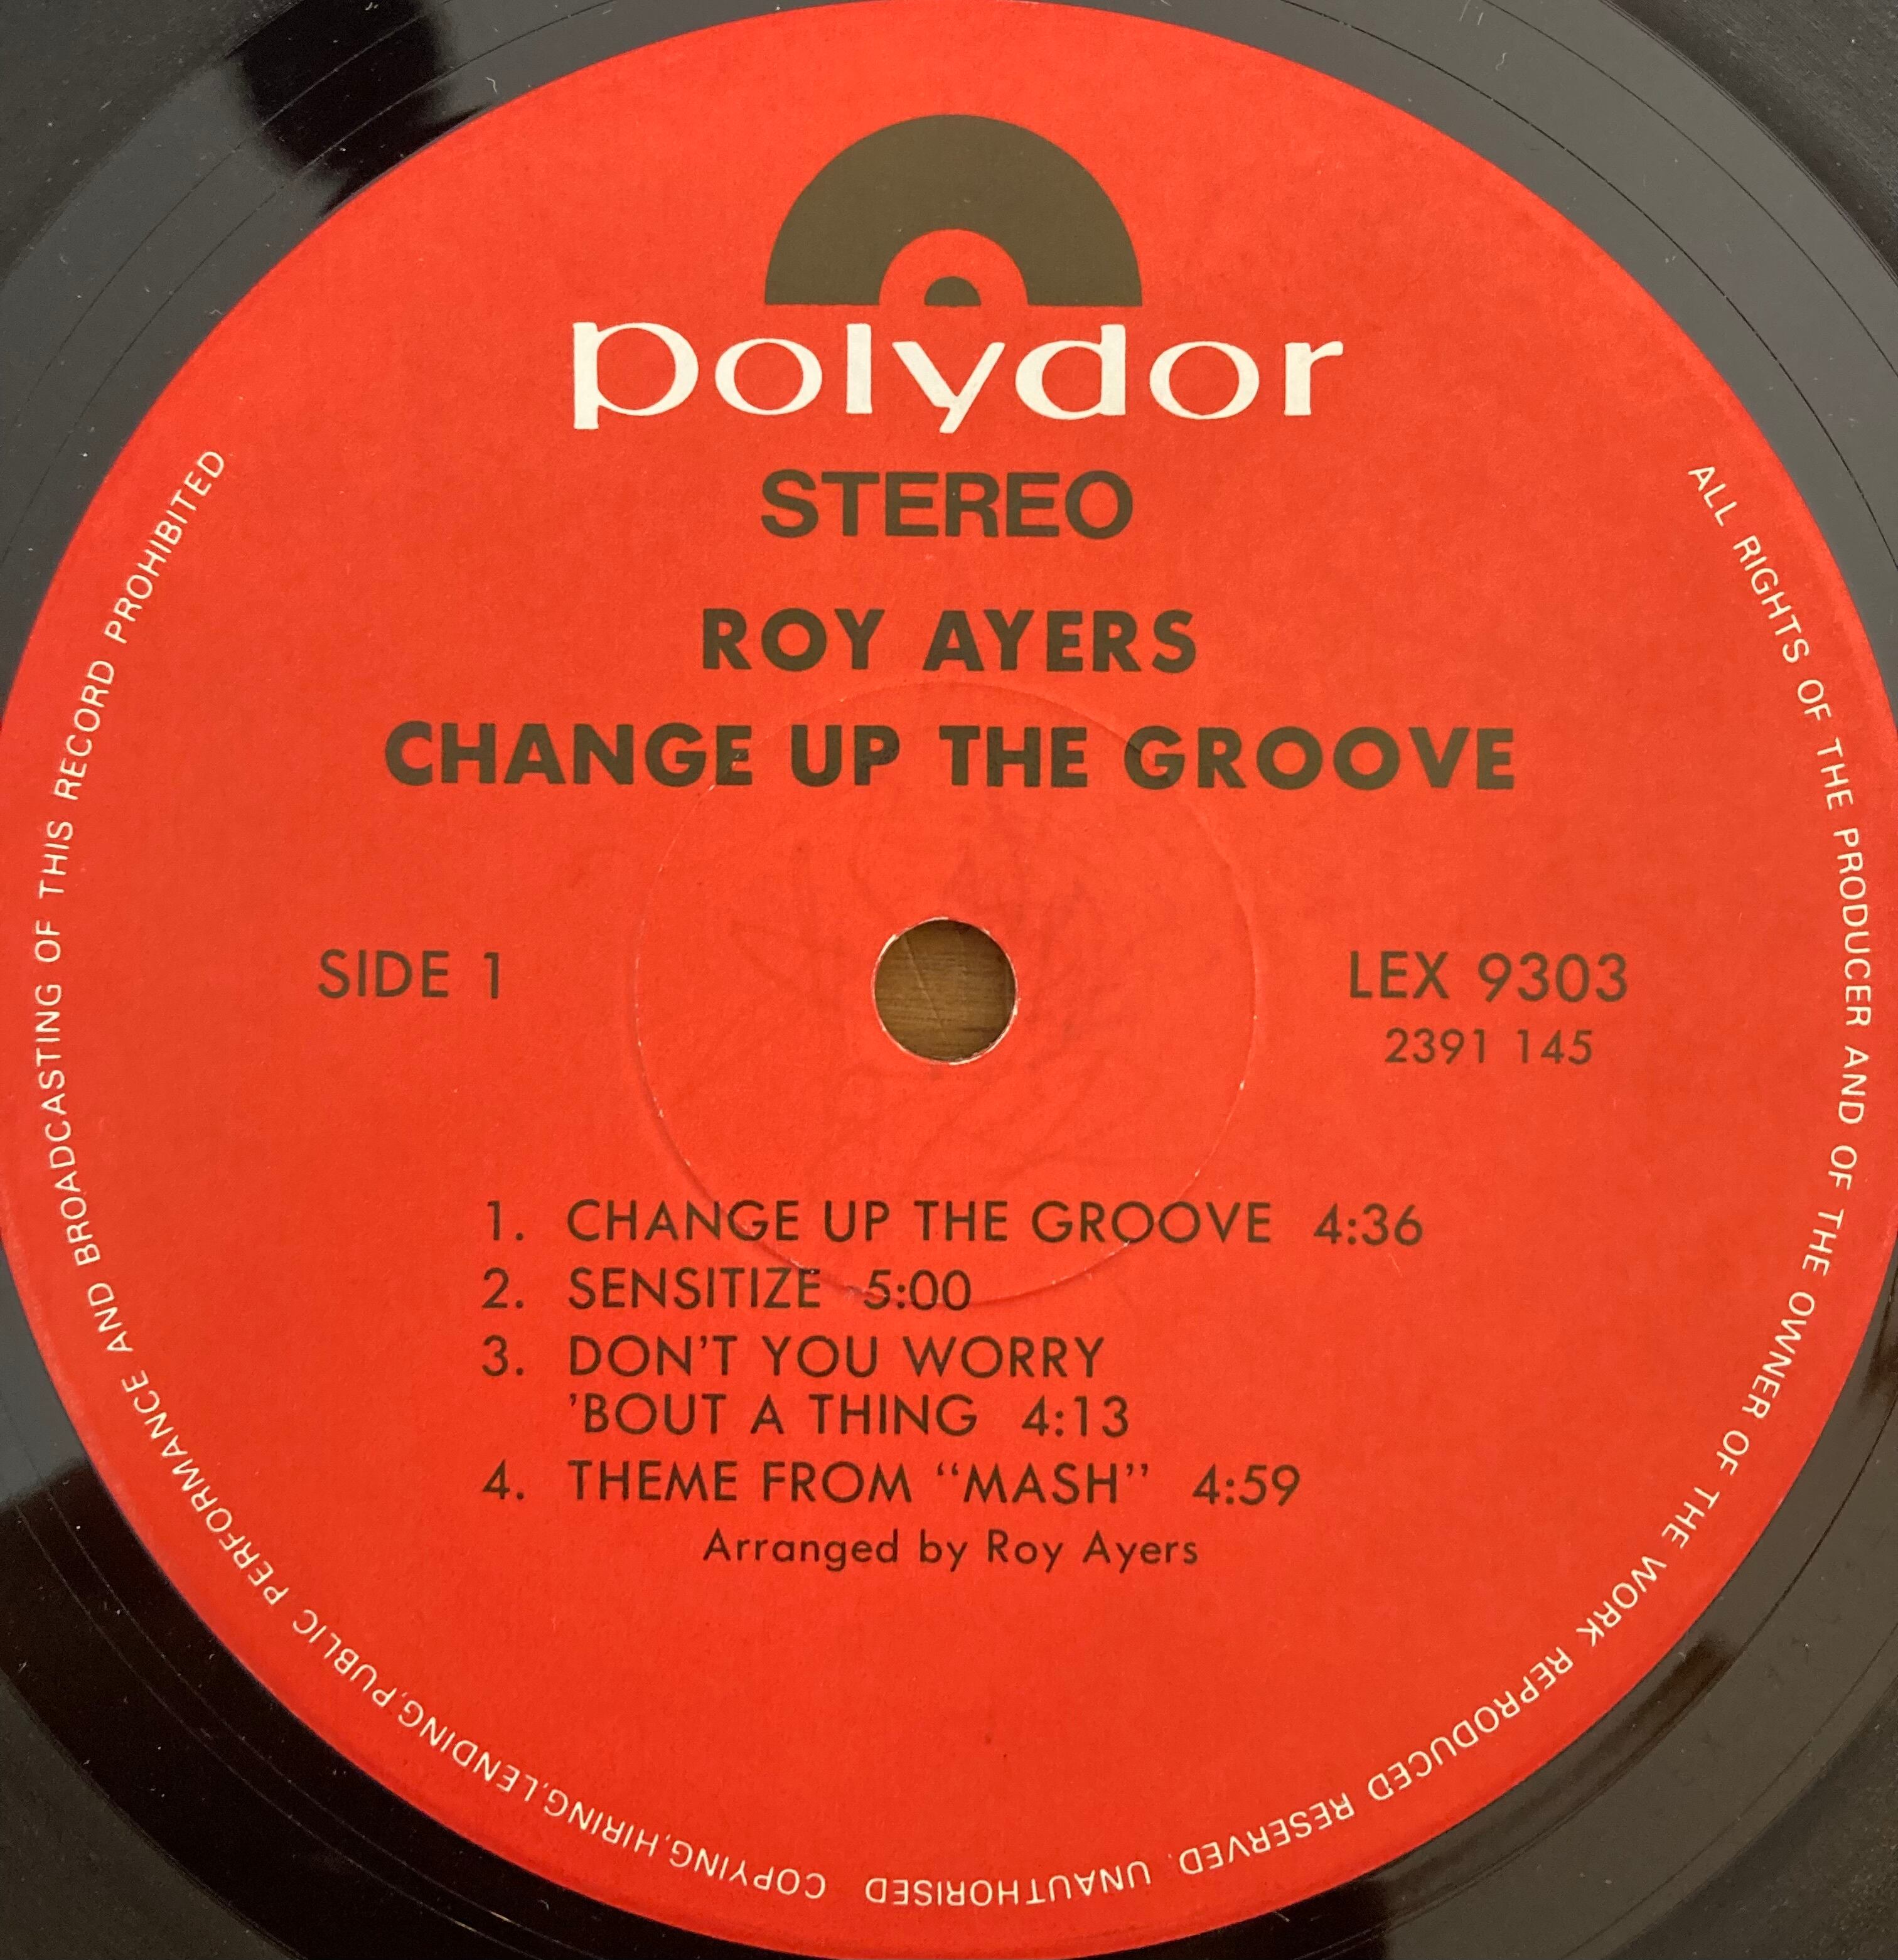 polydor
STEREO
ROY AYERS
CHANGE UP THE GROOVE
SIDE 1
LEX 9303
2391 145
1. CHANGE UP THE GROOVE 4:36
2. SENSITIZE 5:00
3. DON'T YOU WORRY
'BOUT A THING 4:13
4. THEME FROM “MASH” 4:59
Arranged by Roy Ayers
ALL RIGHTS OF THE PRODUCER AND OF THE OWNER OF THE WORK REPRODUCED RESERVED. UNAUTHORISED COPYING,HIRING,LENDING,PUBLIC PERFORMANCE AND BROADCASTING OF THIS RECORD PROHIBITED